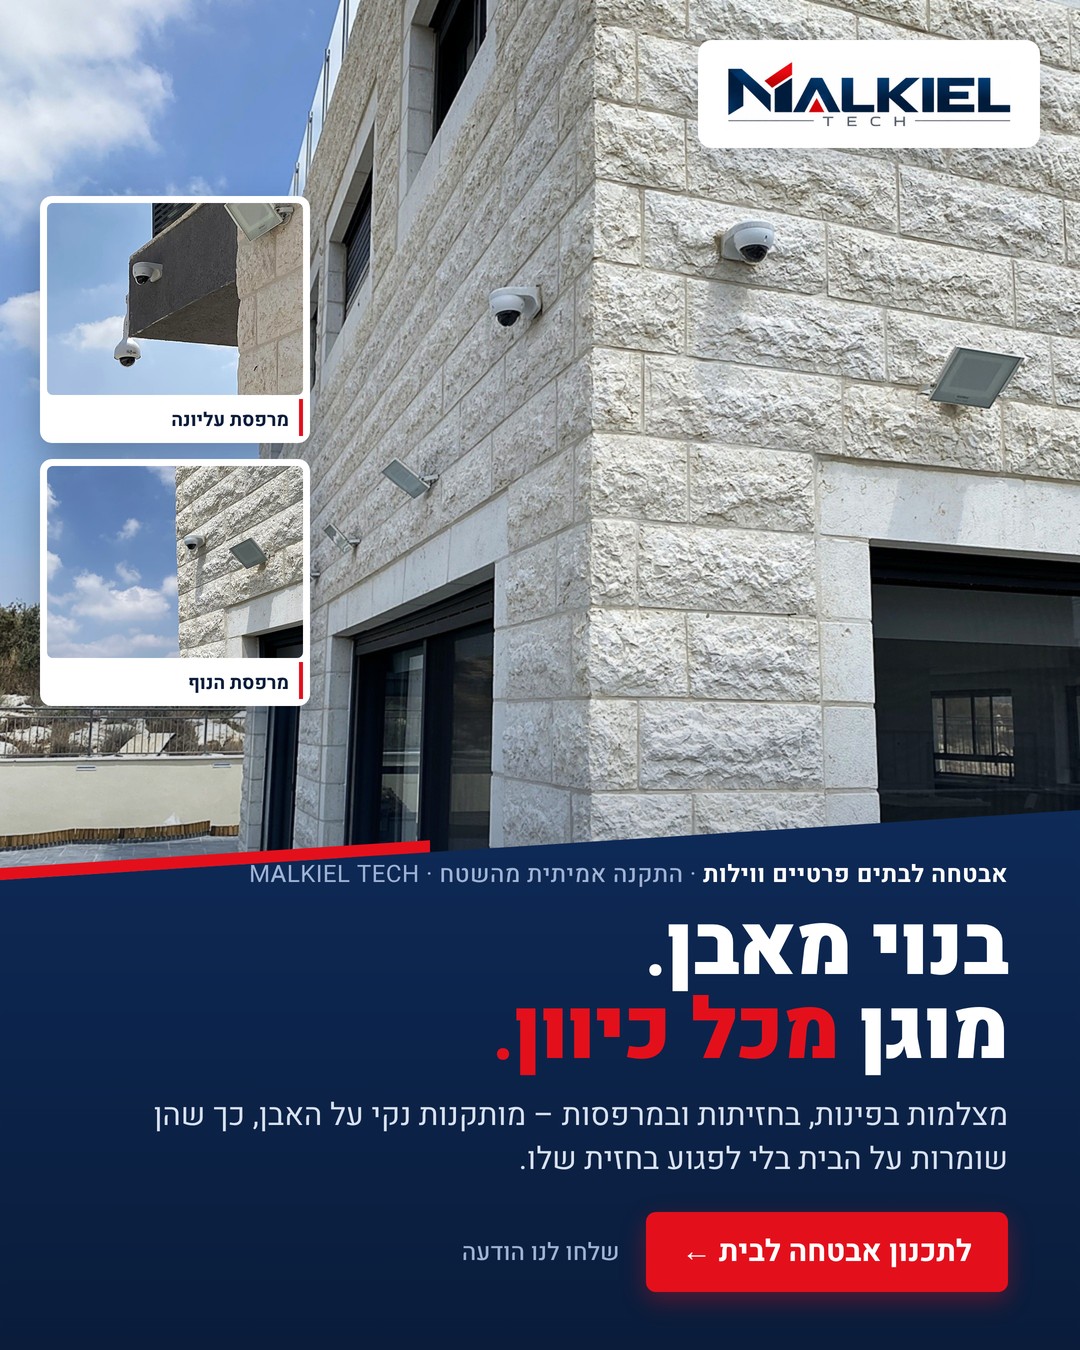 MALKIEL
TECH
מרפסת עליונה
מרפסת הנוף
אבטחה לבתים פרטיים ווילות · התקנה אמיתית מהשטח · MALKIEL TECH
בנוי מאבן.
מוגן מכל כיוון.
מצלמות בפינות, בחזיתות ובמרפסות – מותקנות נקי על האבן, כך שהן
שומרות על הבית בלי לפגוע בחזית שלו.
לתכנון אבטחה לבית ←
שלחו לנו הודעה